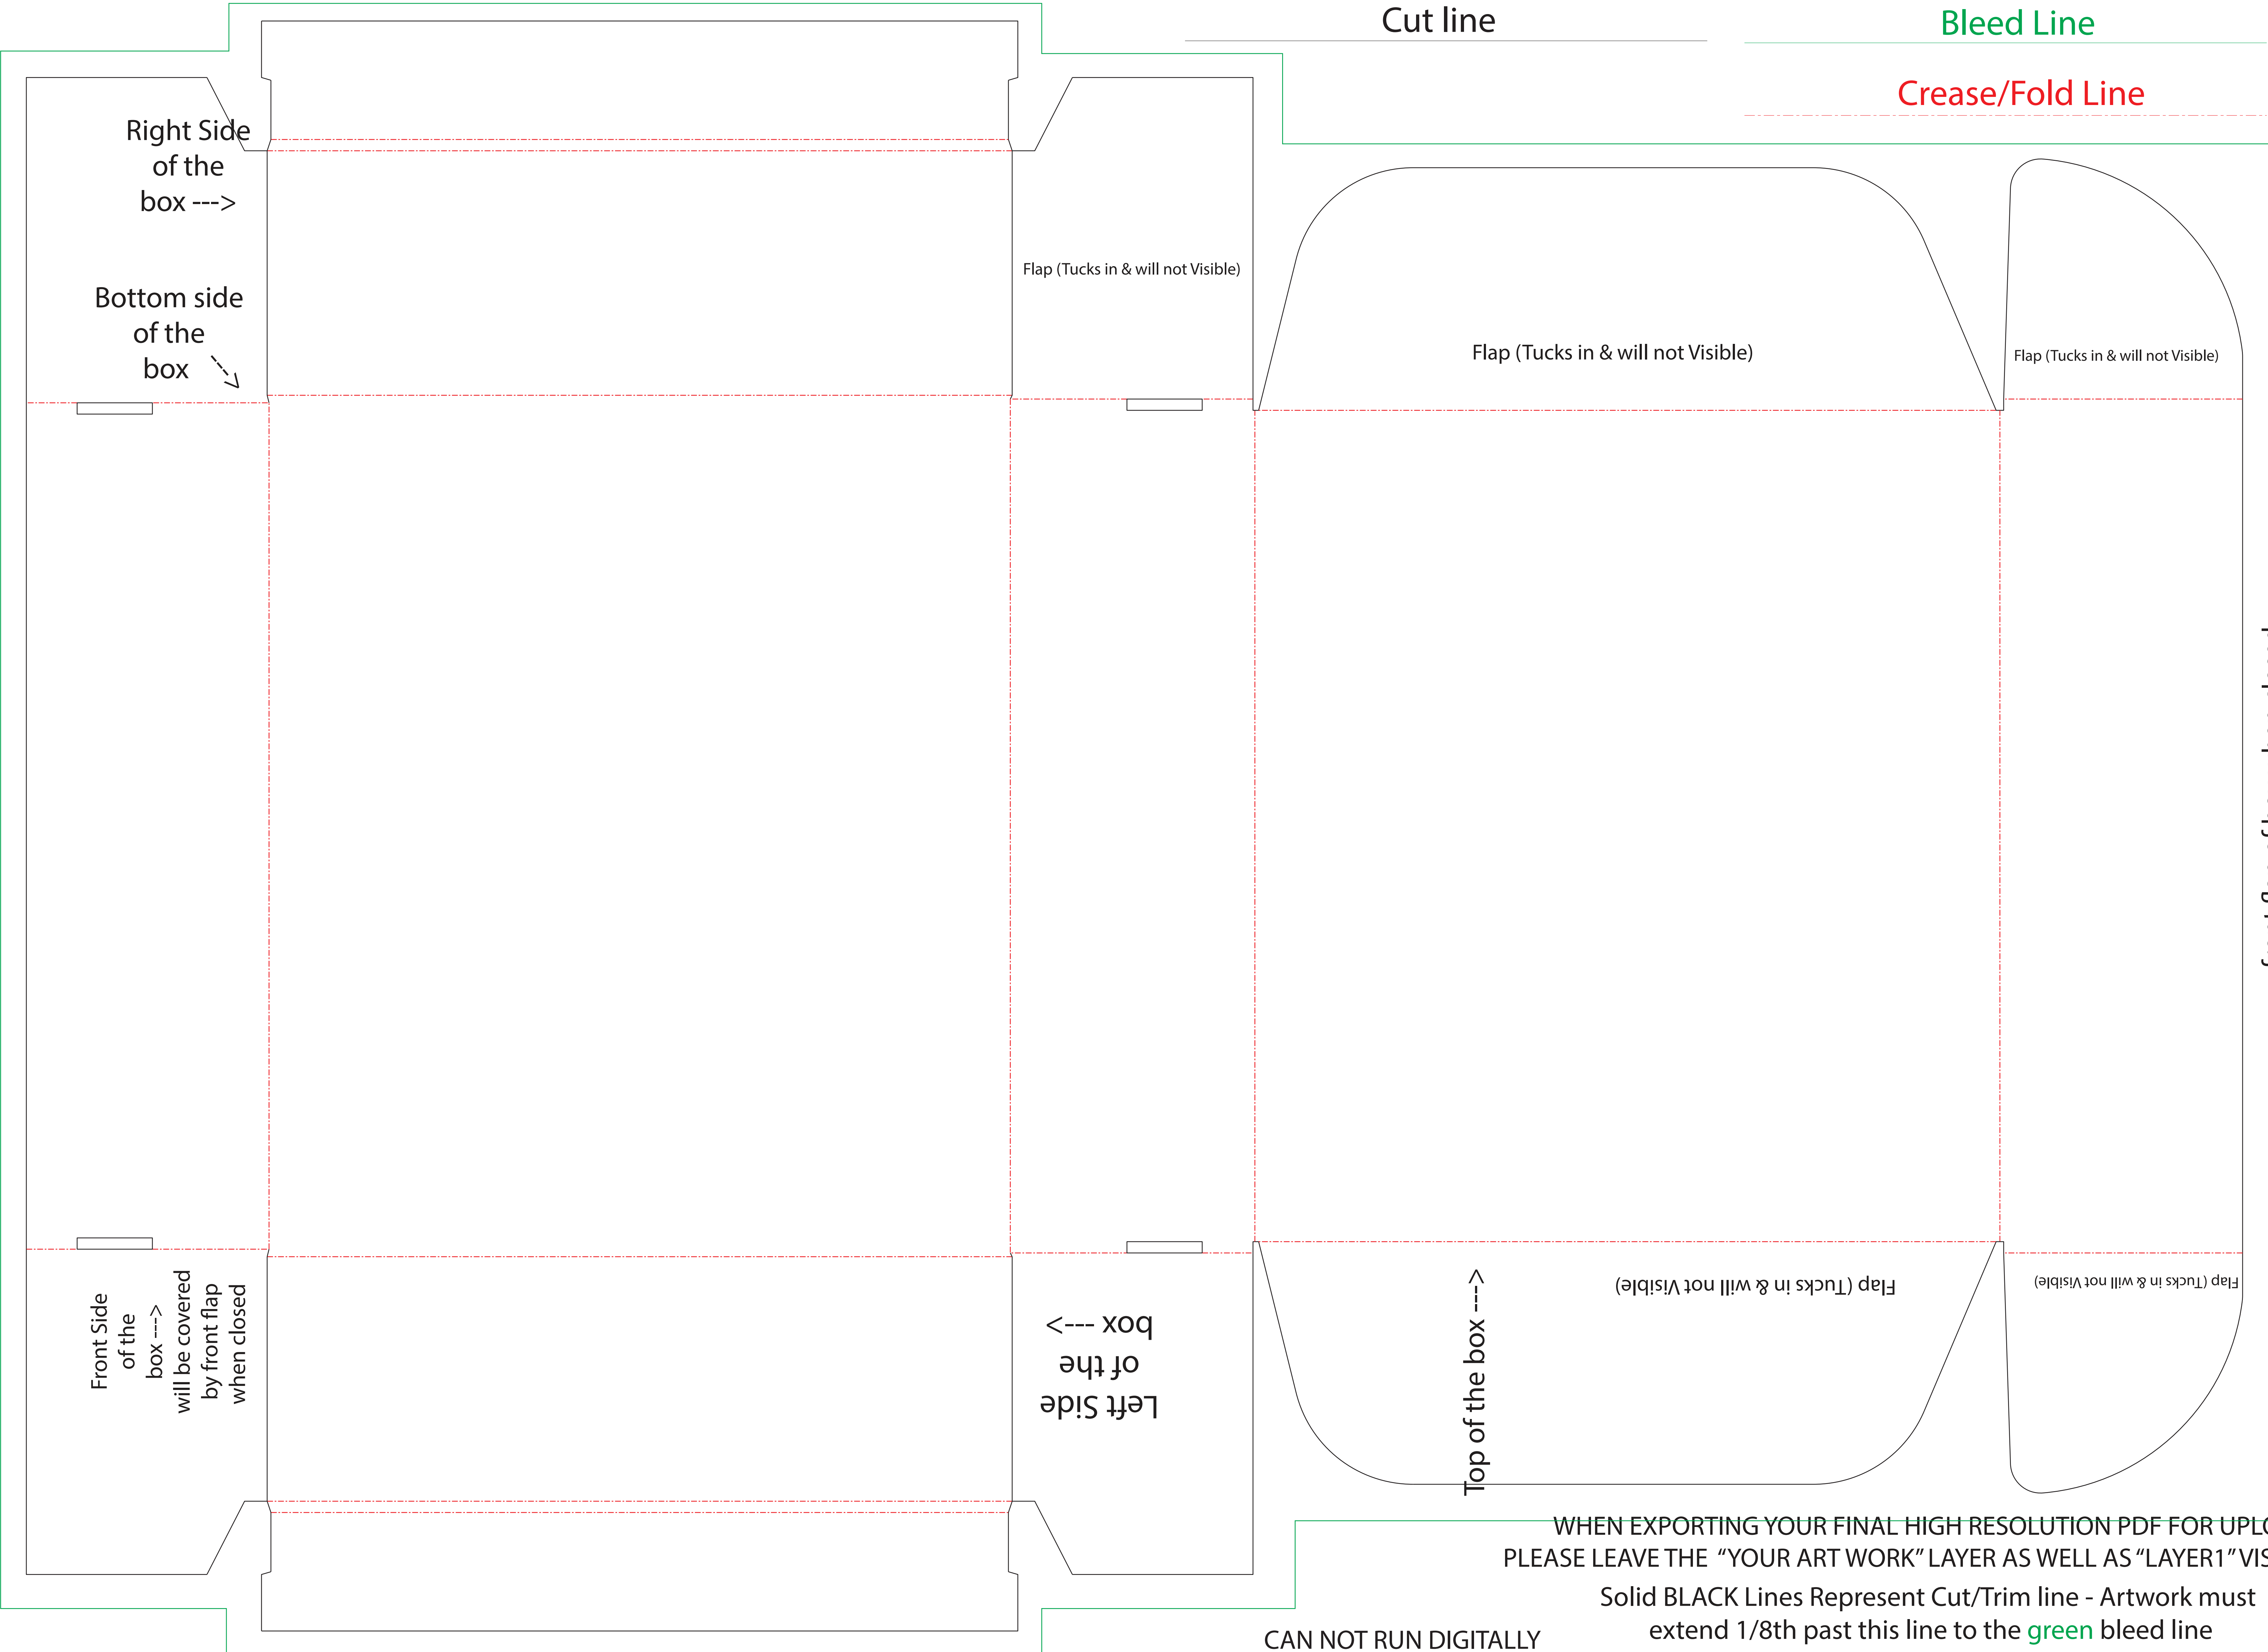 Cut line
Bleed Line
Crease/Fold Line
Right Side
of the
box --->
Bottom side
of the
box
Flap (Tucks in & will not Visible)
Flap (Tucks in & will not Visible)
Flap (Tucks in & will not Visible)
Front Side
of the
box --->
will be covered
by front flap
when closed
Left Side
of the
box --->
Top of the box --->
Flap (Tucks in & will not Visible)
Flap (Tucks in & will not Visible)
WHEN EXPORTING YOUR FINAL HIGH RESOLUTION PDF FOR
PLEASE LEAVE THE “YOUR ART WORK” LAYER AS WELL AS “LAYER1”
Solid BLACK Lines Represent Cut/Trim line - Artwork must
extend 1/8th past this line to the green bleed line
CAN NOT RUN DIGITALLY